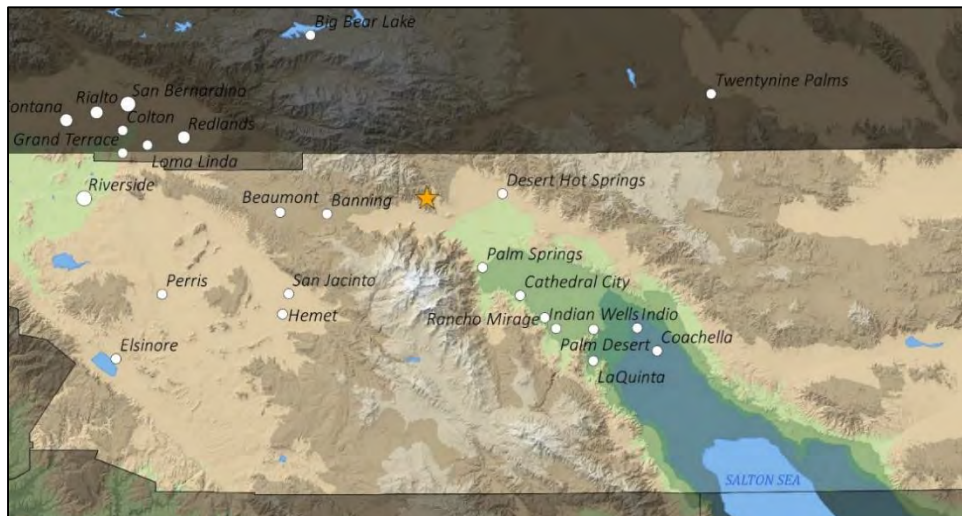 Big Bear Lake
Twentynine Palms
San Bernardino
Rialto
Fontana
Colton
Redlands
Grand Terrace
Loma Linda
Riverside
Desert Hot Springs
Beaumont
Banning
Palm Springs
Perris
San Jacinto
Cathedral City
Hemet
Rancho Mirage
Indian Wells
Indio
Elsinore
Palm Desert
Coachella
LaQuinta
SALTON SEA